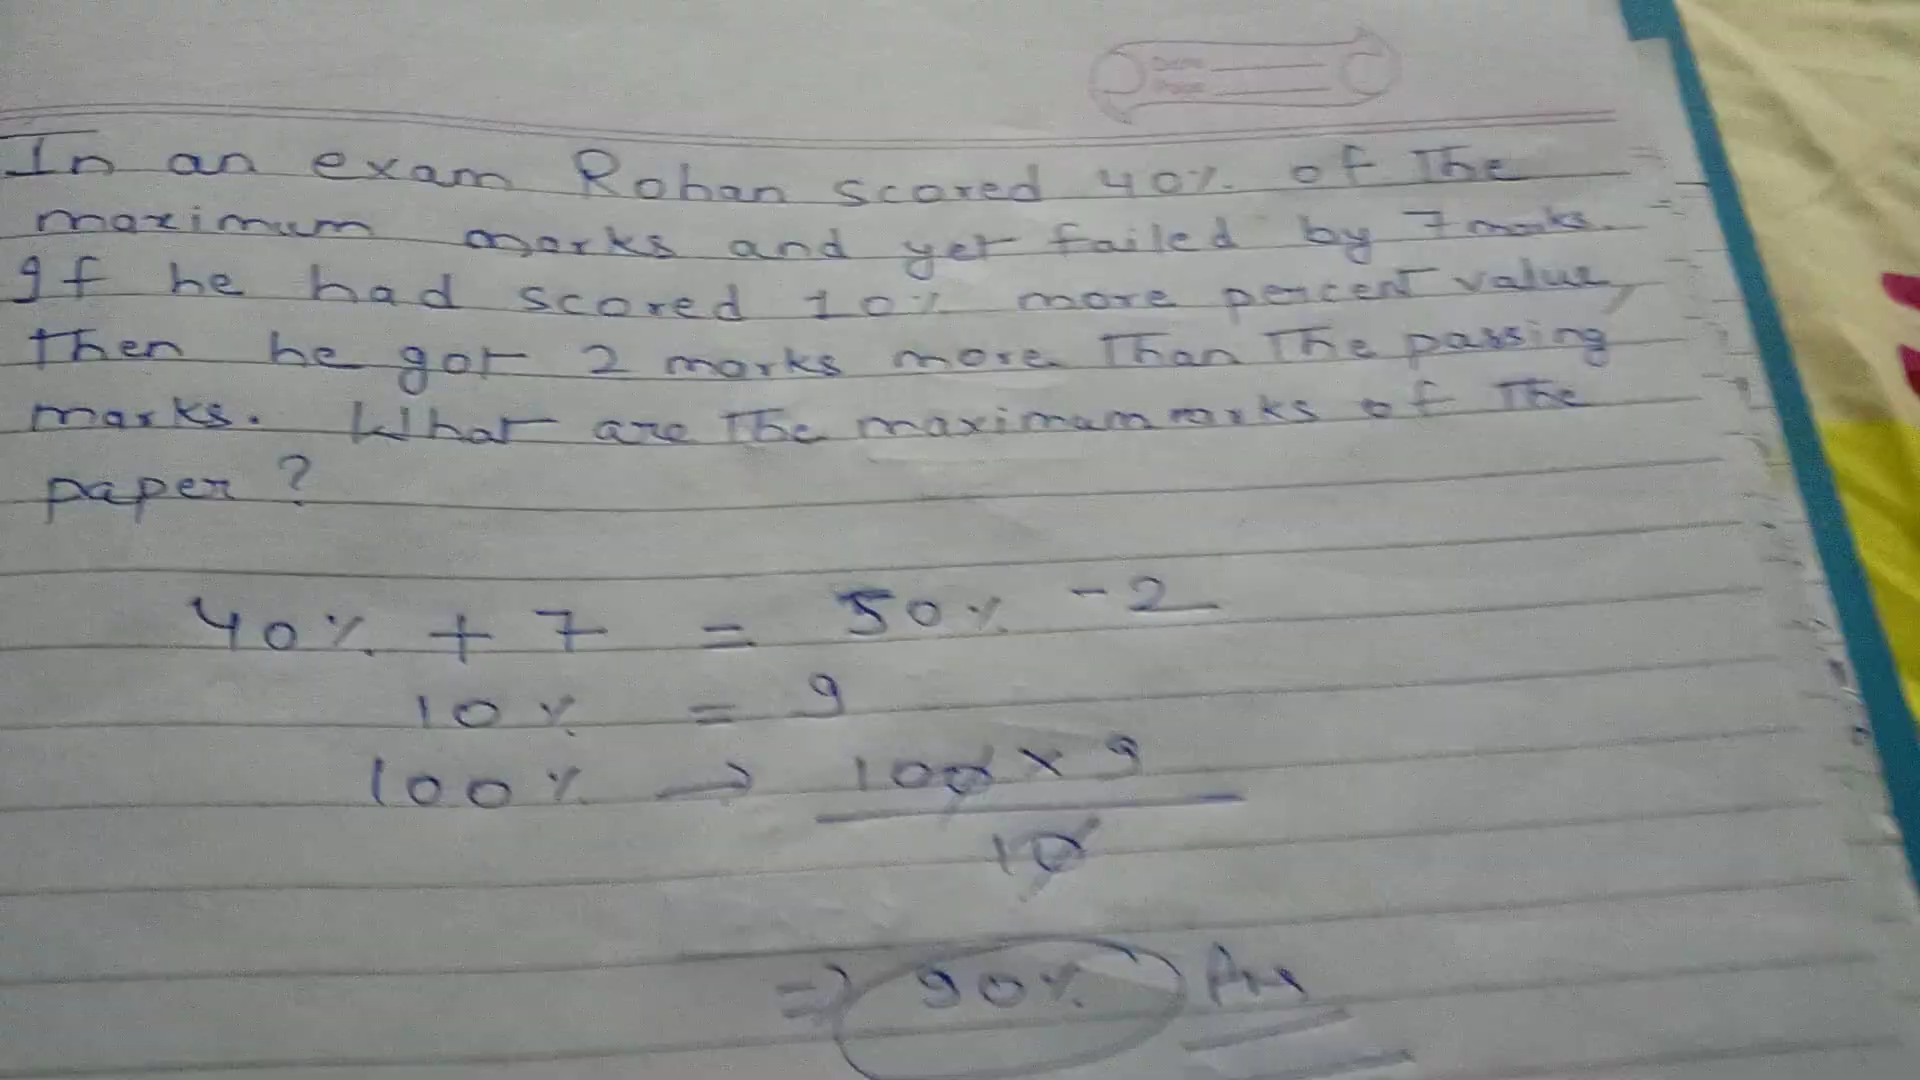 Date
Page
In an exam Rohan scored 40% of The
maximum marks and yet failed by 7 marks.
If he had scored 10% more percent value,
Then he got 2 marks more Than The passing
marks. What are The maximum marks of The
paper ?
40% + 7 = 50% - 2
10% = 9
100% → 100 × 9
10
⇒ 90% Ans